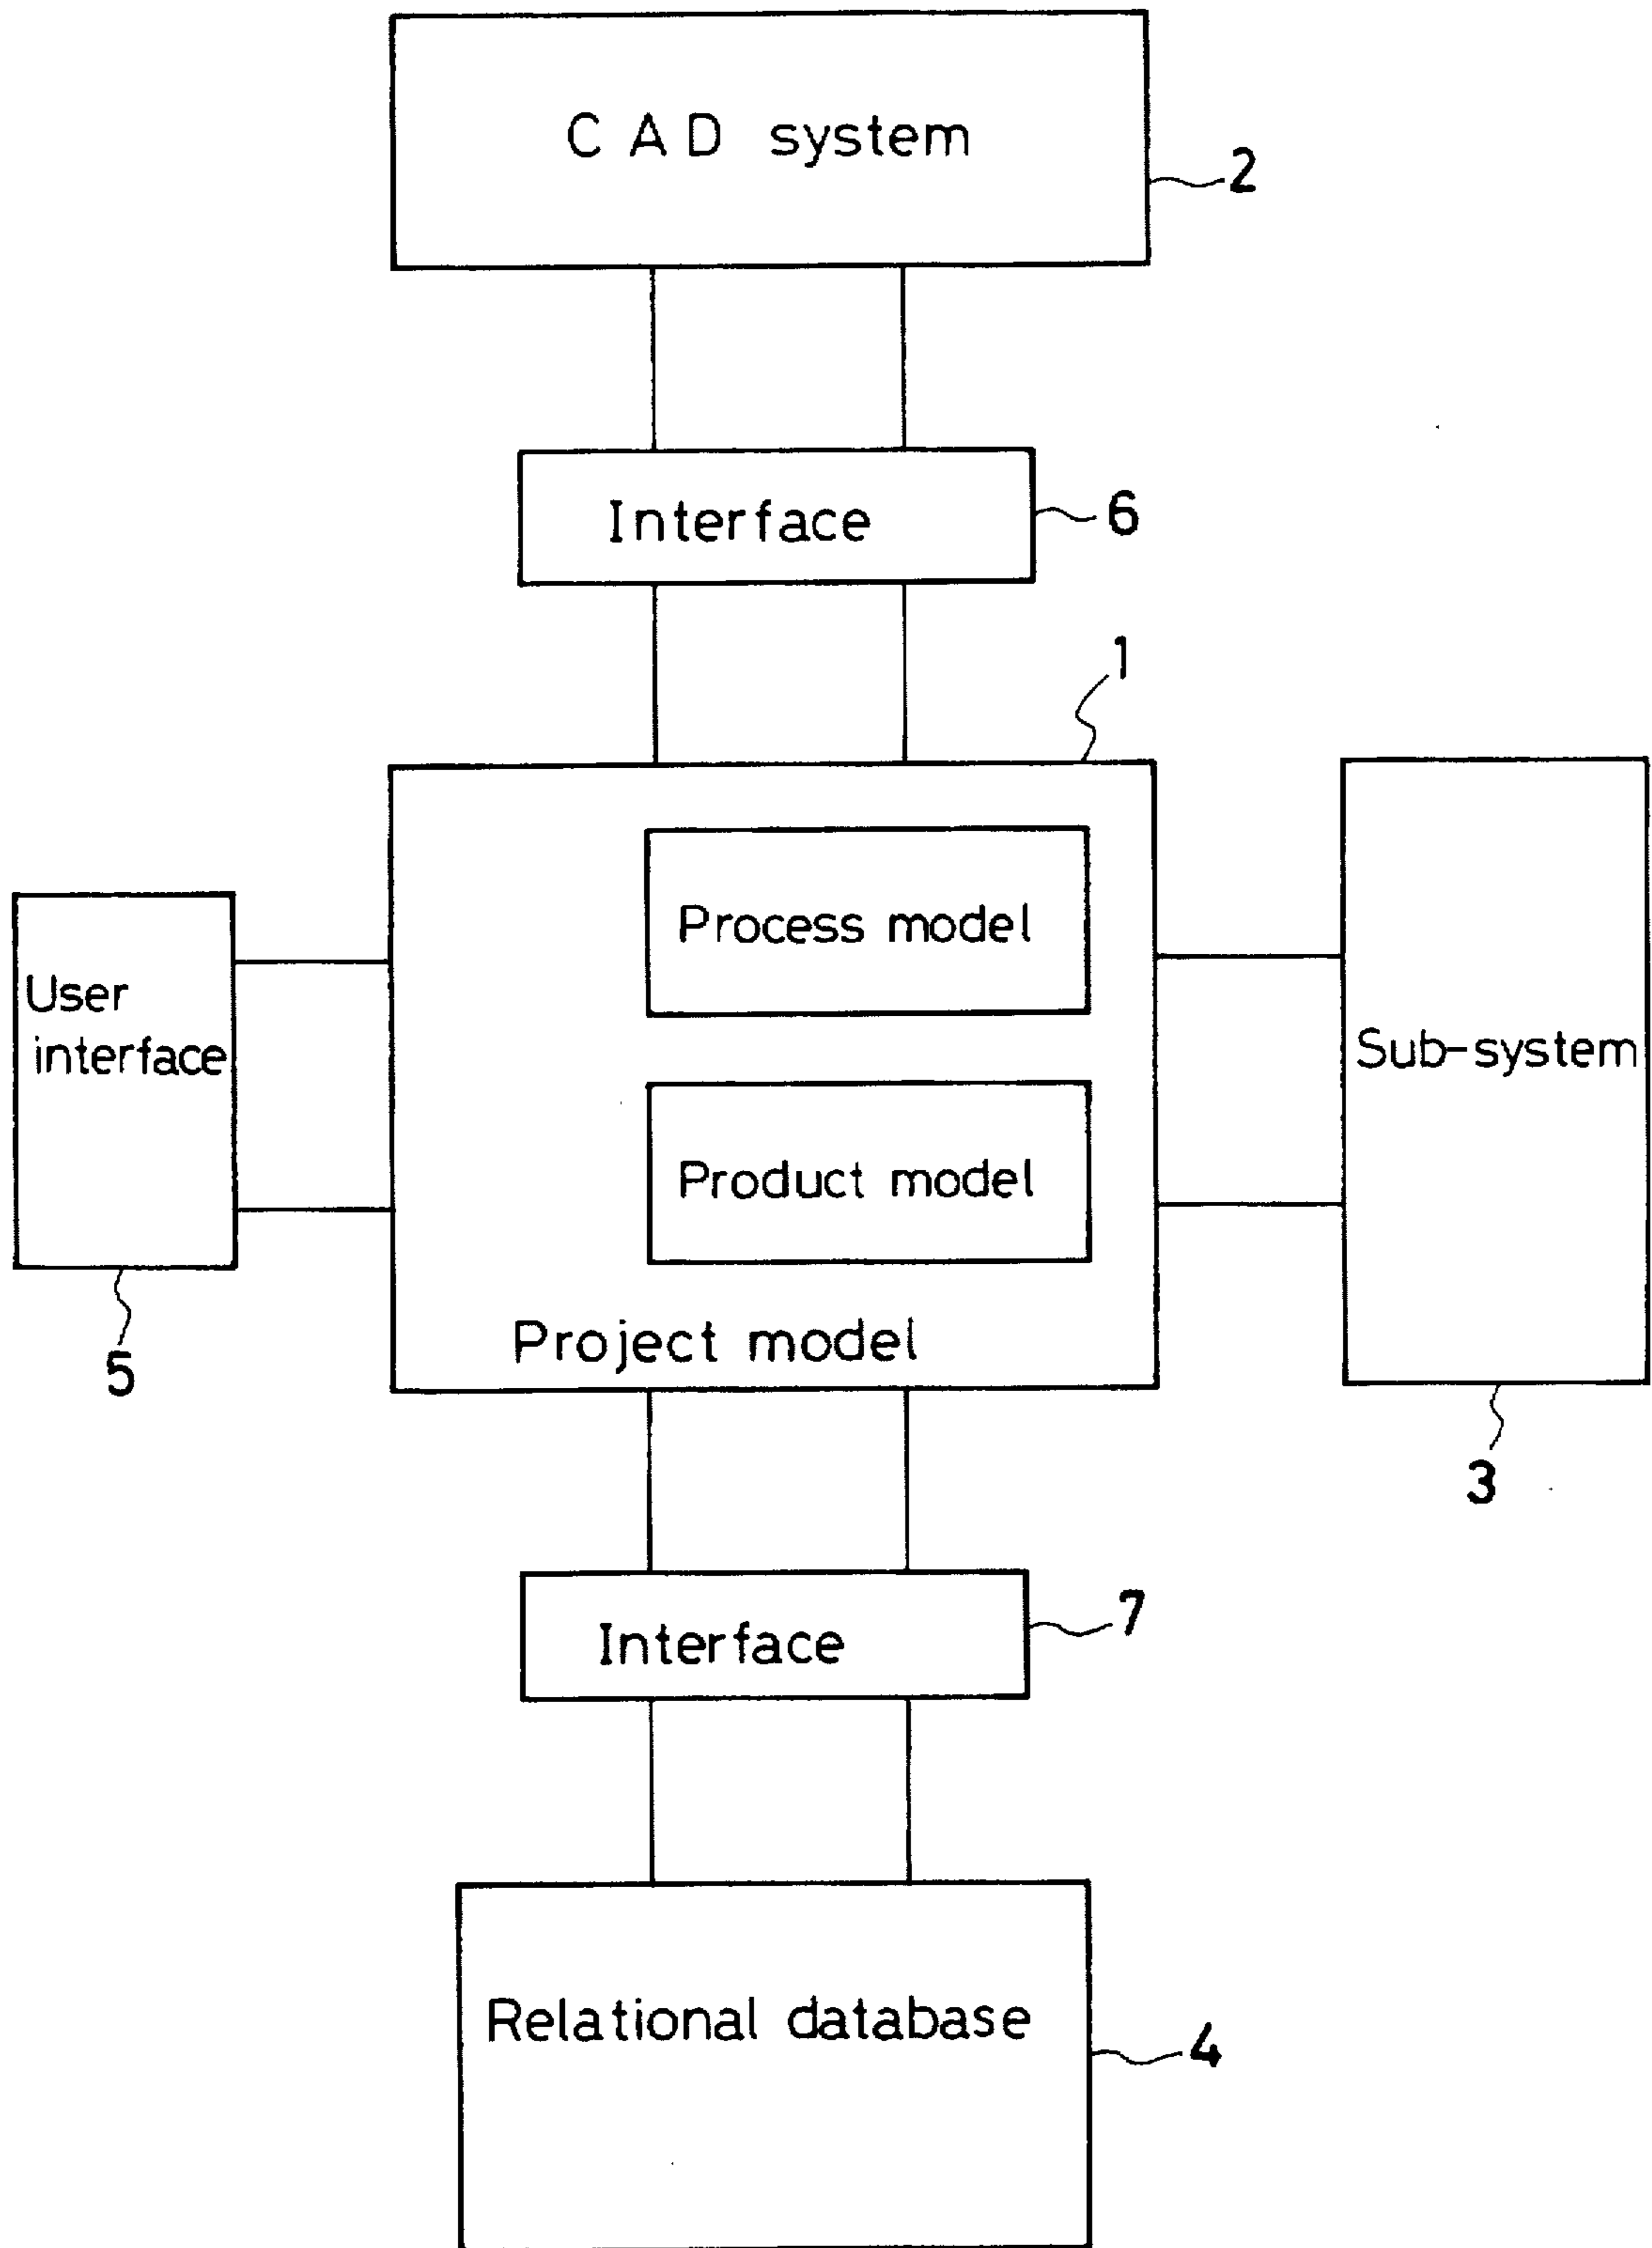 CAD system
2
Interface
6
1
Process model
User
interface
Sub-system
Product model
Project model
5
3
Interface
7
Relational database
4